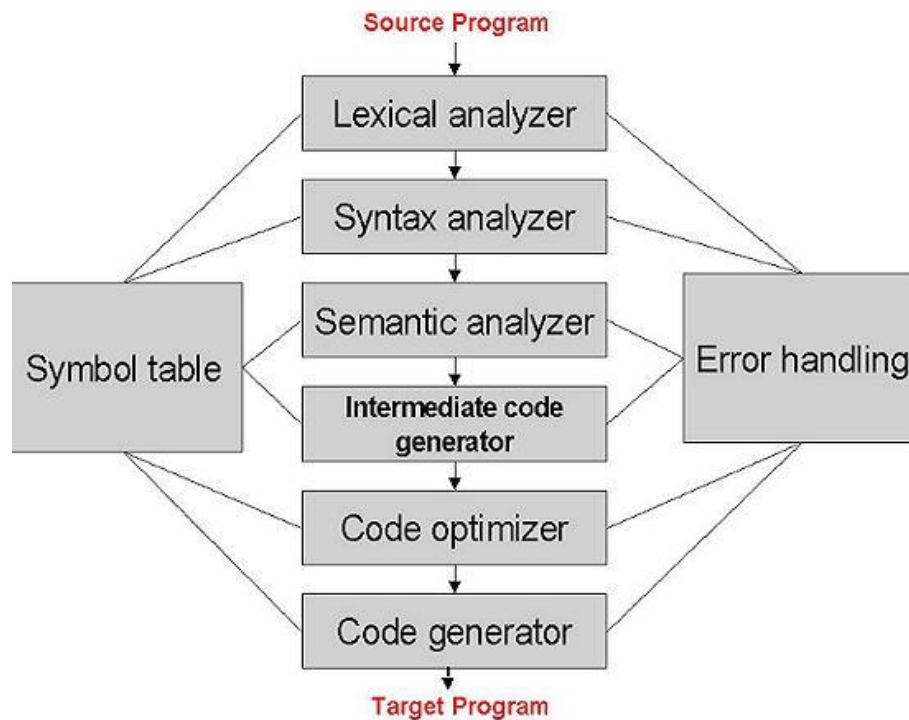 Source Program
Lexical analyzer
Syntax analyzer
Semantic analyzer
Symbol table
Error handling
Intermediate code
generator
Code optimizer
Code generator
Target Program